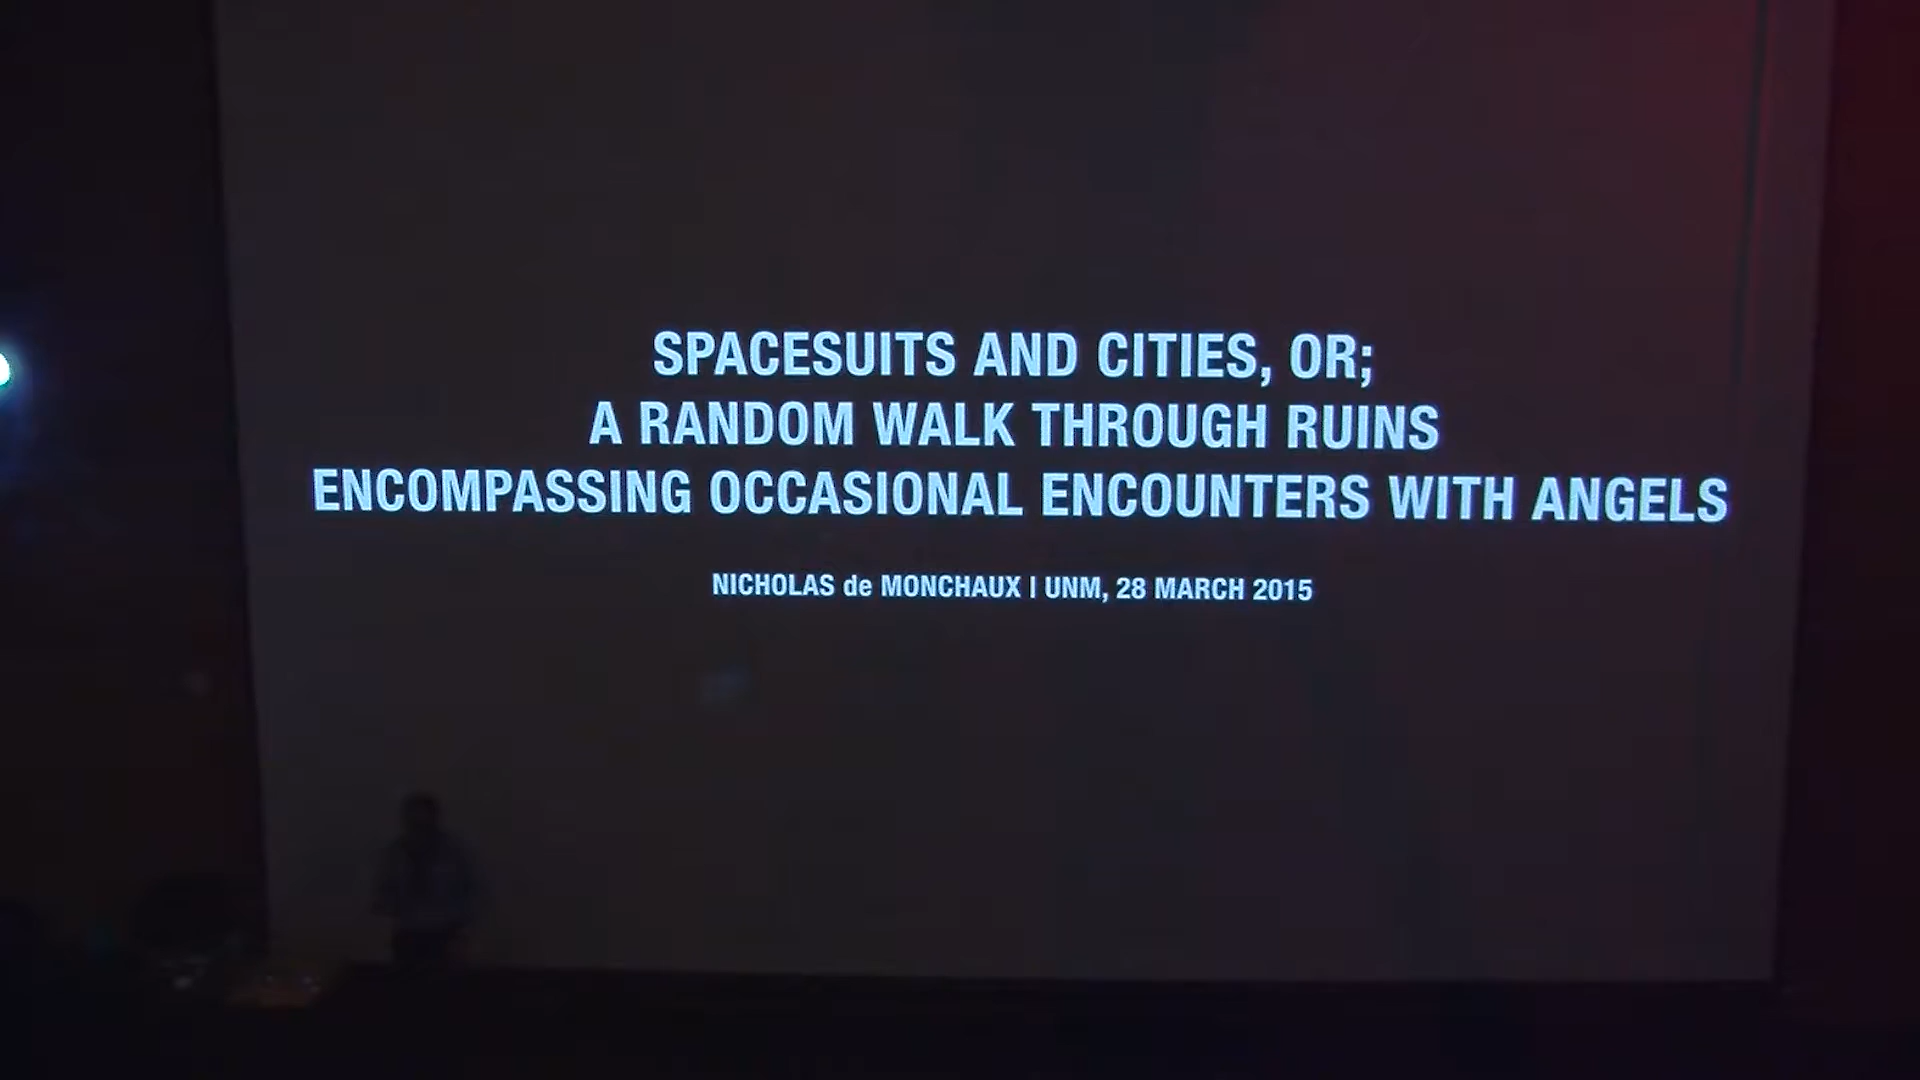 SPACESUITS AND CITIES, OR;
A RANDOM WALK THROUGH RUINS
ENCOMPASSING OCCASIONAL ENCOUNTERS WITH ANGELS
NICHOLAS de MONCHAUX | UNM, 28 MARCH 2015